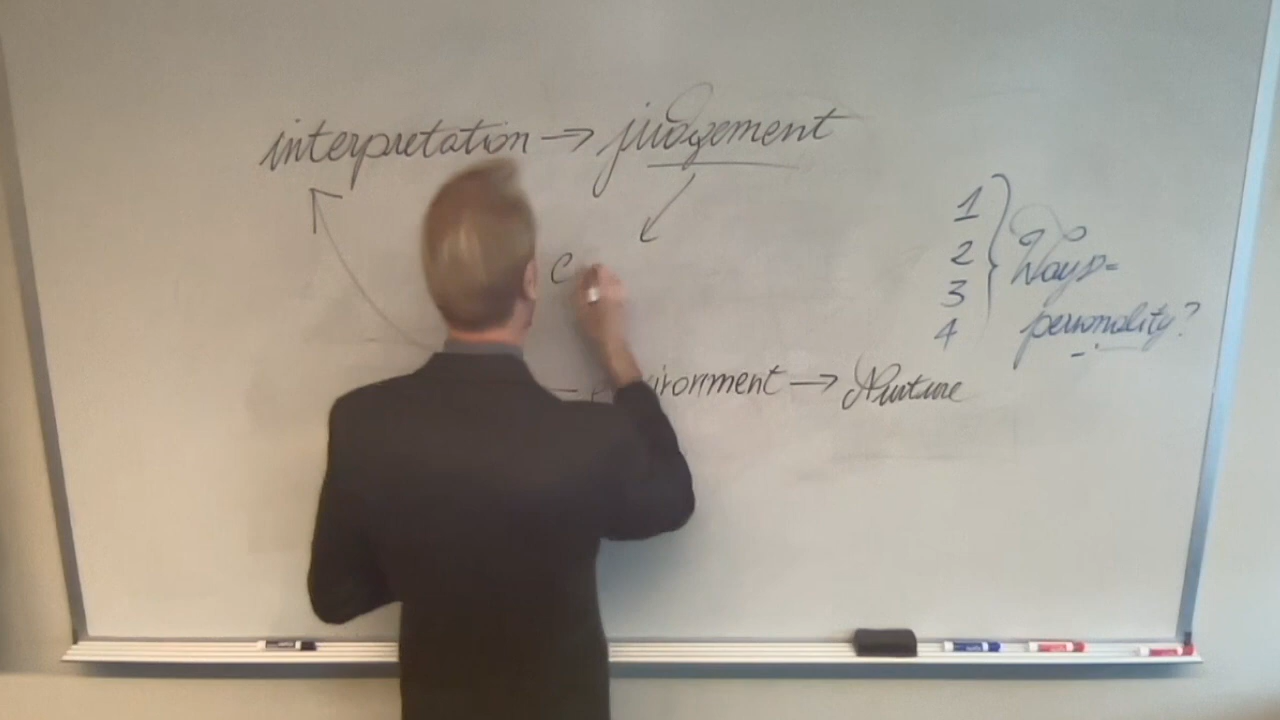 interpretation → judgement
C
environment → Nurture
1
2
3
4
Ways =
personality?